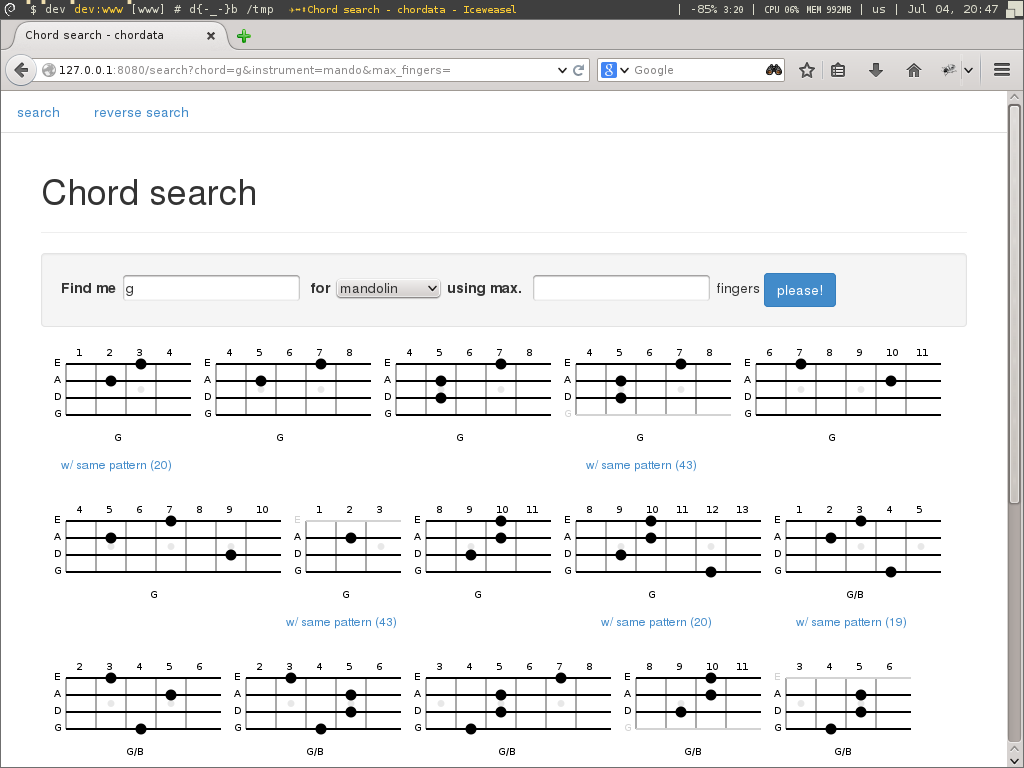 $ dev dev:www [www] # d{-_-}b /tmp Chord search - chordata - Iceweasel | -85% 3:20 | CPU 06% MEM 992MB | us | Jul 04, 20:47
Chord search - chordata
127.0.0.1:8080/search?chord=g&instrument=mando&max_fingers= Google
search reverse search
Chord search
Find me g for mandolin using max. fingers please!
1 2 3 4 4 5 6 7 8 4 5 6 7 8 4 5 6 7 8 6 7 8 9 10 11
E E E E E
A A A A A
D D D D D
G G G G G
G G G G G
w/ same pattern (20) w/ same pattern (43)
4 5 6 7 8 9 10 1 2 3 8 9 10 11 8 9 10 11 12 13 1 2 3 4 5
E E E E E
A A A A A
D D D D D
G G G G G
G G G G G/B
w/ same pattern (43) w/ same pattern (20) w/ same pattern (19)
2 3 4 5 6 2 3 4 5 6 3 4 5 6 7 8 8 9 10 11 3 4 5 6
E E E E E
A A A A A
D D D D D
G G G G G
G/B G/B G/B G/B G/B